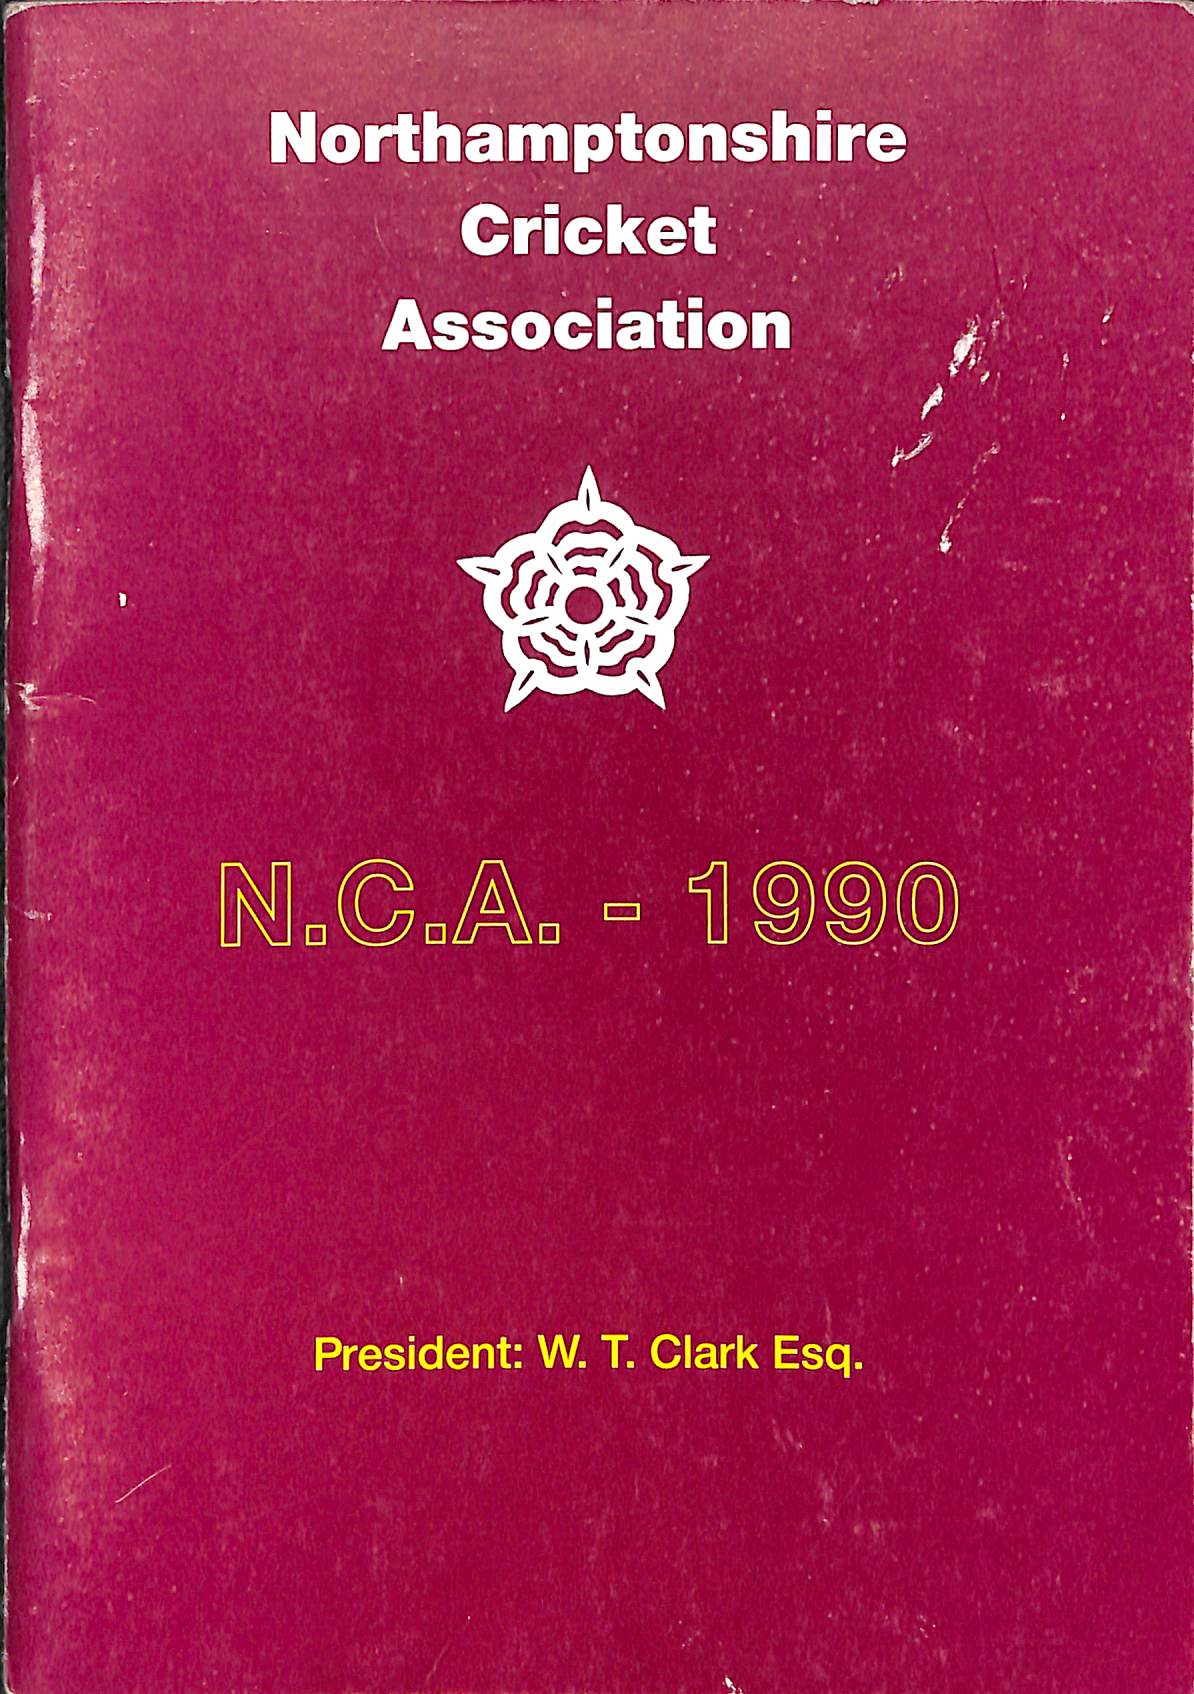 Northamptonshire
Cricket
Association
N.C.A. - 1990
President: W. T. Clark Esq.